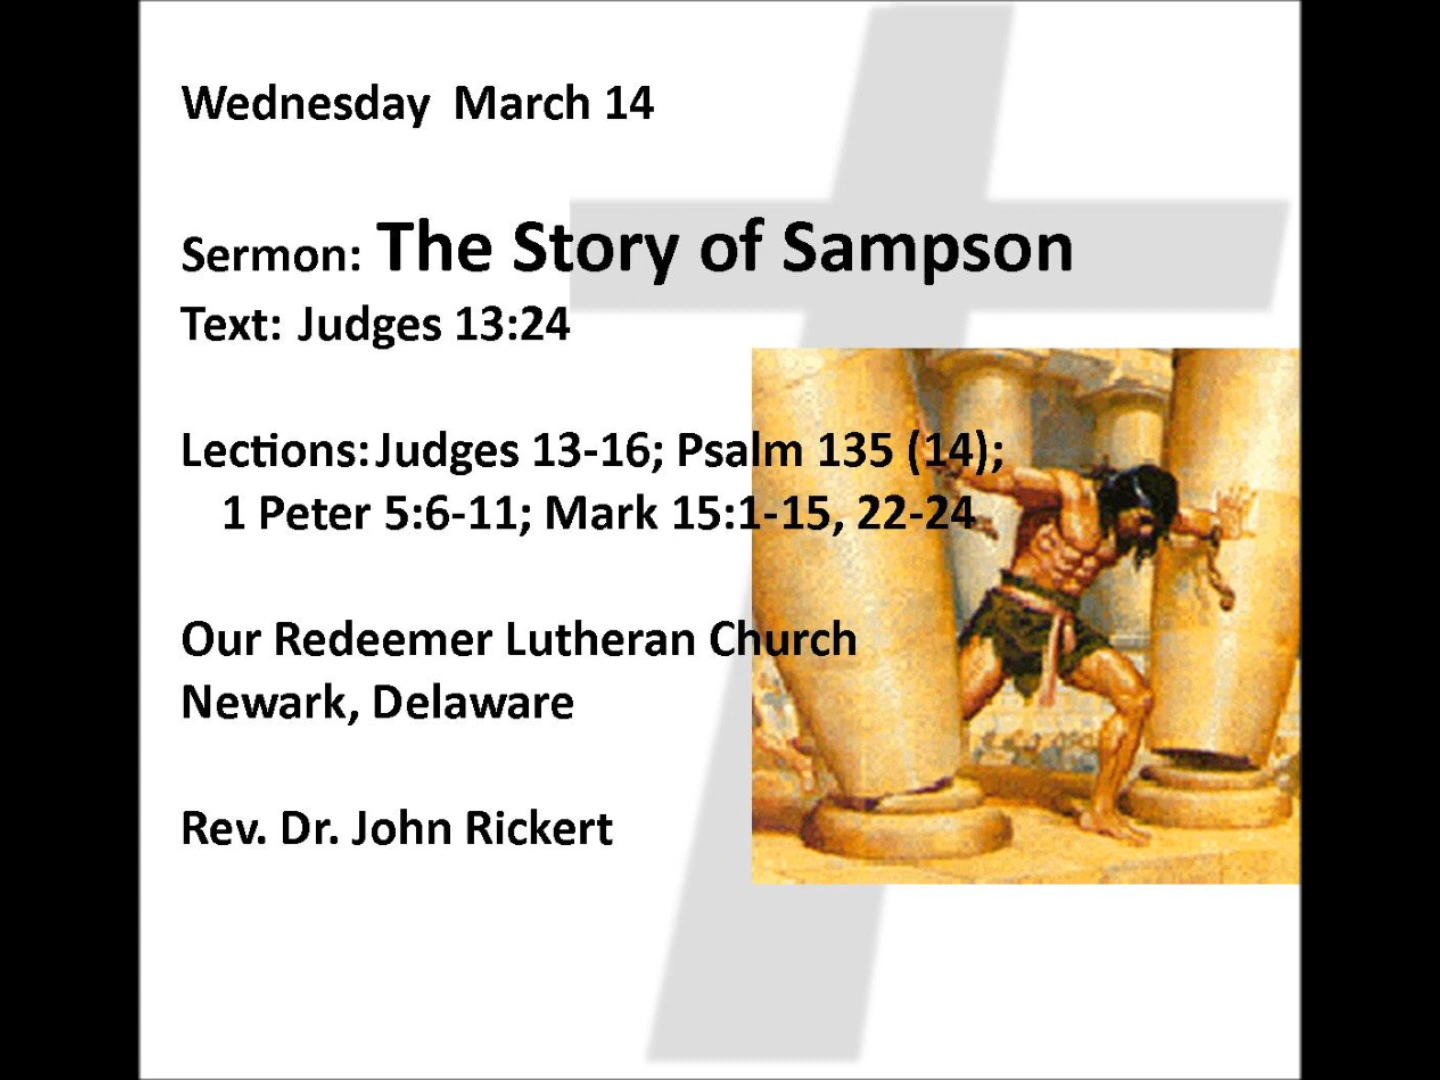 Wednesday  March 14
Sermon: The Story of Sampson
Text: Judges 13:24
Lections: Judges 13-16; Psalm 135 (14);
1 Peter 5:6-11; Mark 15:1-15, 22-24
Our Redeemer Lutheran Church
Newark, Delaware
Rev. Dr. John Rickert